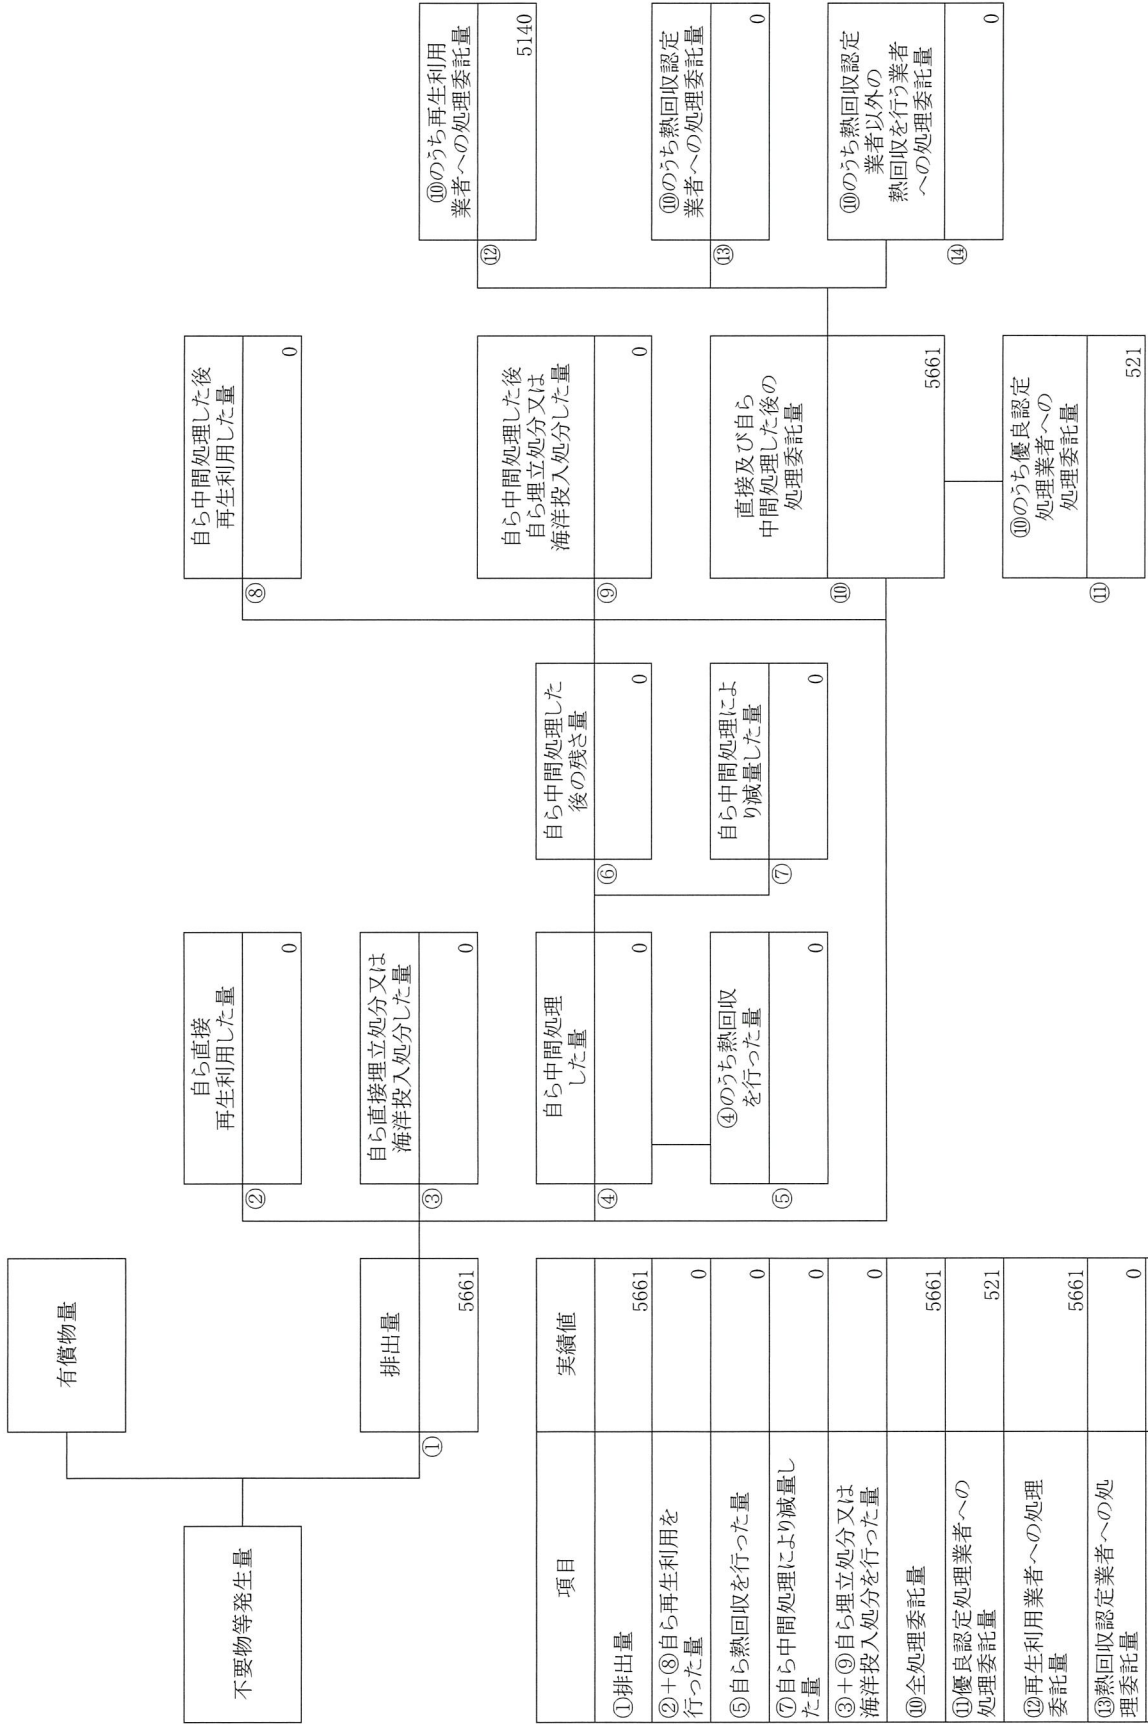 不要物等発生量
有償物量
①
排出量
5661
②
自ら直接
再生利用した量
0
③
自ら直接埋立処分又は
海洋投入処分した量
0
④
自ら中間処理
した量
0
⑤
④のうち熱回収
を行った量
0
⑥
自ら中間処理した
後の残さ量
0
⑦
自ら中間処理によ
り減量した量
0
⑧
自ら中間処理した後
再生利用した量
0
⑨
自ら中間処理した後
自ら埋立処分又は
海洋投入処分した量
0
⑩
直接及び自ら
中間処理した後の
処理委託量
5661
⑪
⑩のうち優良認定
処理業者への
処理委託量
521
⑫
⑩のうち再生利用
業者への処理委託量
5140
⑬
⑩のうち熱回収認定
業者への処理委託量
0
⑭
⑩のうち熱回収認定
業者以外の
熱回収を行う業者
への処理委託量
0
項目 実績値
①排出量 5661
②+⑧自ら再生利用を
行った量 0
⑤自ら熱回収を行った量 0
⑦自ら中間処理により減量し
た量 0
③+⑨自ら埋立処分又は
海洋投入処分を行った量 0
⑩全処理委託量 5661
⑪優良認定処理業者への
処理委託量 521
⑫再生利用業者への処理
委託量 5661
⑬熱回収認定業者への処
理委託量 0